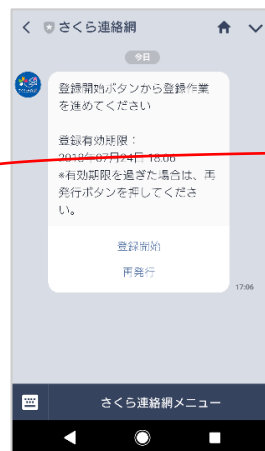 さくら連絡網
今日
登録開始ボタンから登録作業
を進めてください
登録有効期限：
2018年07月24日 18:06
*有効期限を過ぎた場合は、再
発行ボタンを押してくださ
い。
登録開始
再発行
17:06
さくら連絡網メニュー